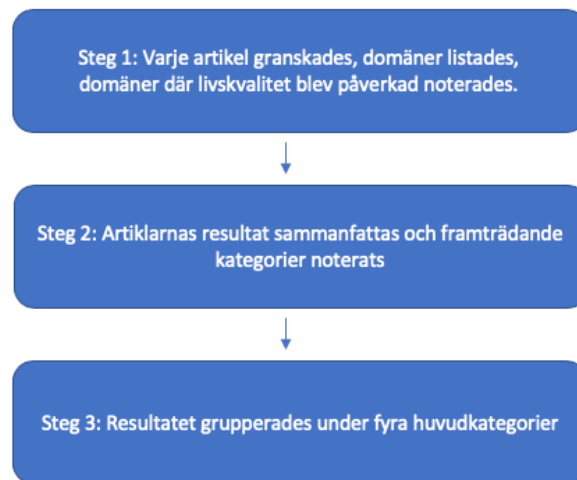 Steg 1: Varje artikel granskades, domäner listades,
domäner där livskvalitet blev påverkad noterades.
Steg 2: Artiklarnas resultat sammanfattas och framträdande
kategorier noterats
Steg 3: Resultatet grupperades under fyra huvudkategorier